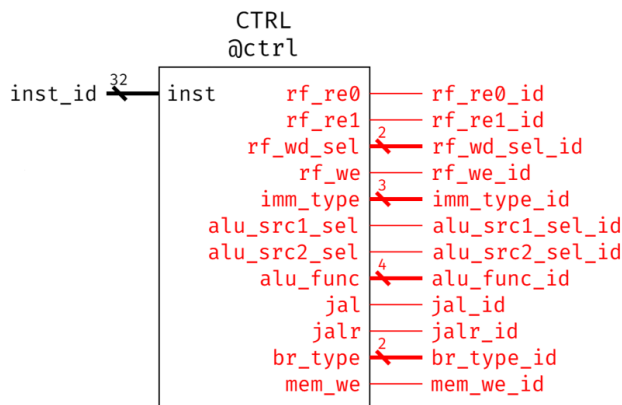 CTRL
@ctrl
inst_id 32 inst
rf_re0 rf_re0_id
rf_re1 rf_re1_id
rf_wd_sel 2 rf_wd_sel_id
rf_we rf_we_id
imm_type 3 imm_type_id
alu_src1_sel alu_src1_sel_id
alu_src2_sel alu_src2_sel_id
alu_func 4 alu_func_id
jal jal_id
jalr jalr_id
br_type 2 br_type_id
mem_we mem_we_id